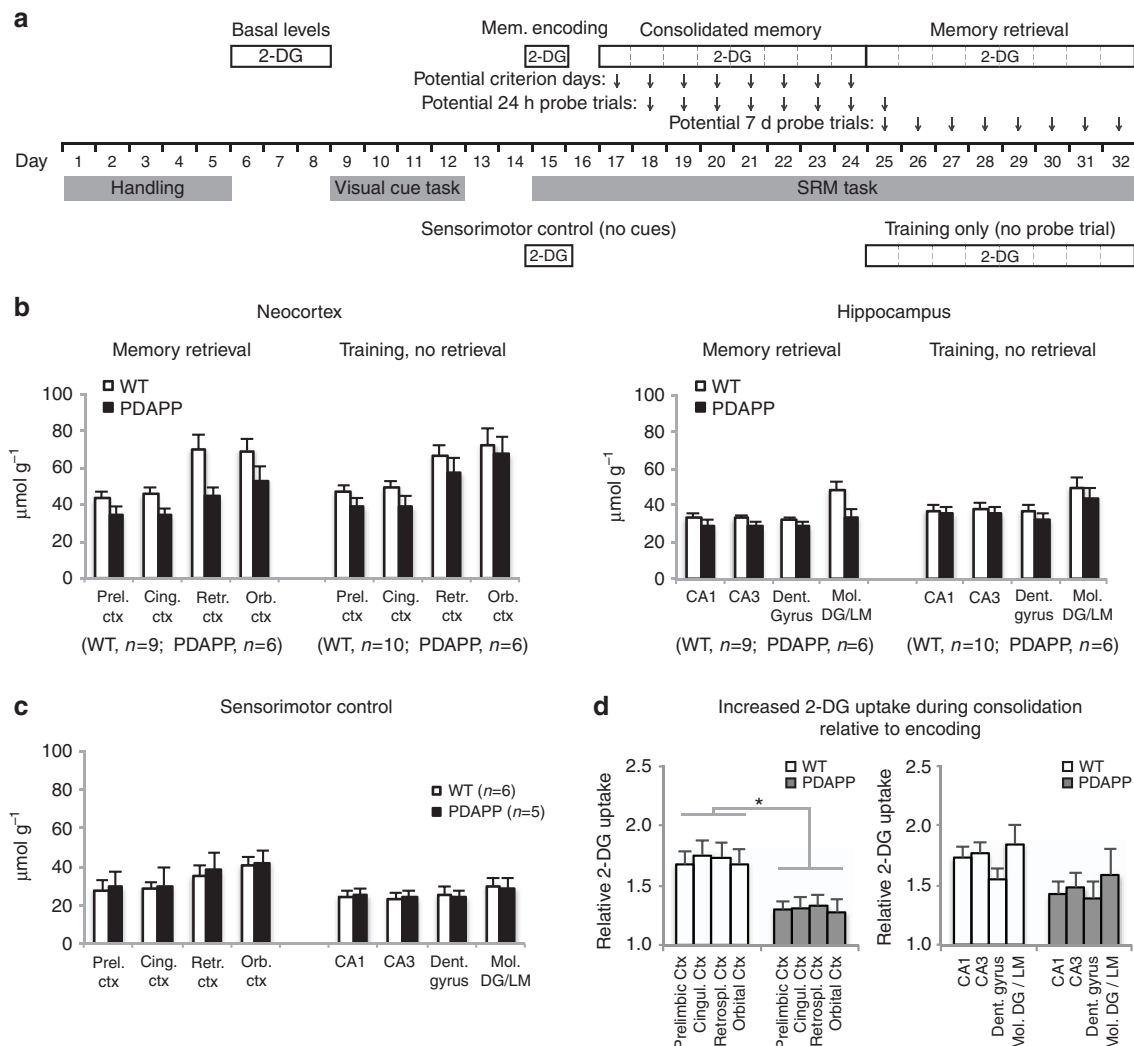 a
Basal levels
Mem. encoding
Consolidated memory
Memory retrieval
2-DG
2-DG
2-DG
2-DG
Potential criterion days:
Potential 24 h probe trials:
Potential 7 d probe trials:
Day 1 2 3 4 5 6 7 8 9 10 11 12 13 14 15 16 17 18 19 20 21 22 23 24 25 26 27 28 29 30 31 32
Handling
Visual cue task
SRM task
Sensorimotor control (no cues)
Training only (no probe trial)
2-DG
2-DG
b
Neocortex
Memory retrieval
Training, no retrieval
WT
PDAPP
µmol g⁻¹
100
80
60
40
20
0
Prel. ctx
Cing. ctx
Retr. ctx
Orb. ctx
Prel. ctx
Cing. ctx
Retr. ctx
Orb. ctx
(WT, n=9; PDAPP, n=6)
(WT, n=10; PDAPP, n=6)
Hippocampus
Memory retrieval
Training, no retrieval
WT
PDAPP
µmol g⁻¹
100
80
60
40
20
0
CA1
CA3
Dent. Gyrus
Mol. DG/LM
CA1
CA3
Dent. gyrus
Mol. DG/LM
(WT, n=9; PDAPP, n=6)
(WT, n=10; PDAPP, n=6)
c
Sensorimotor control
WT (n=6)
PDAPP (n=5)
µmol g⁻¹
100
80
60
40
20
0
Prel. ctx
Cing. ctx
Retr. ctx
Orb. ctx
CA1
CA3
Dent. gyrus
Mol. DG/LM
d
Increased 2-DG uptake during consolidation
relative to encoding
WT
PDAPP
*
Relative 2-DG uptake
2.5
2.0
1.5
1.0
Prelimbic Ctx
Cingul. Ctx
Retrospl. Ctx
Orbital Ctx
Prelimbic Ctx
Cingul. Ctx
Retrospl. Ctx
Orbital Ctx
WT
PDAPP
Relative 2-DG uptake
2.5
2.0
1.5
1.0
CA1
CA3
Dent. gyrus
Mol. DG / LM
CA1
CA3
Dent. gyrus
Mol. DG / LM